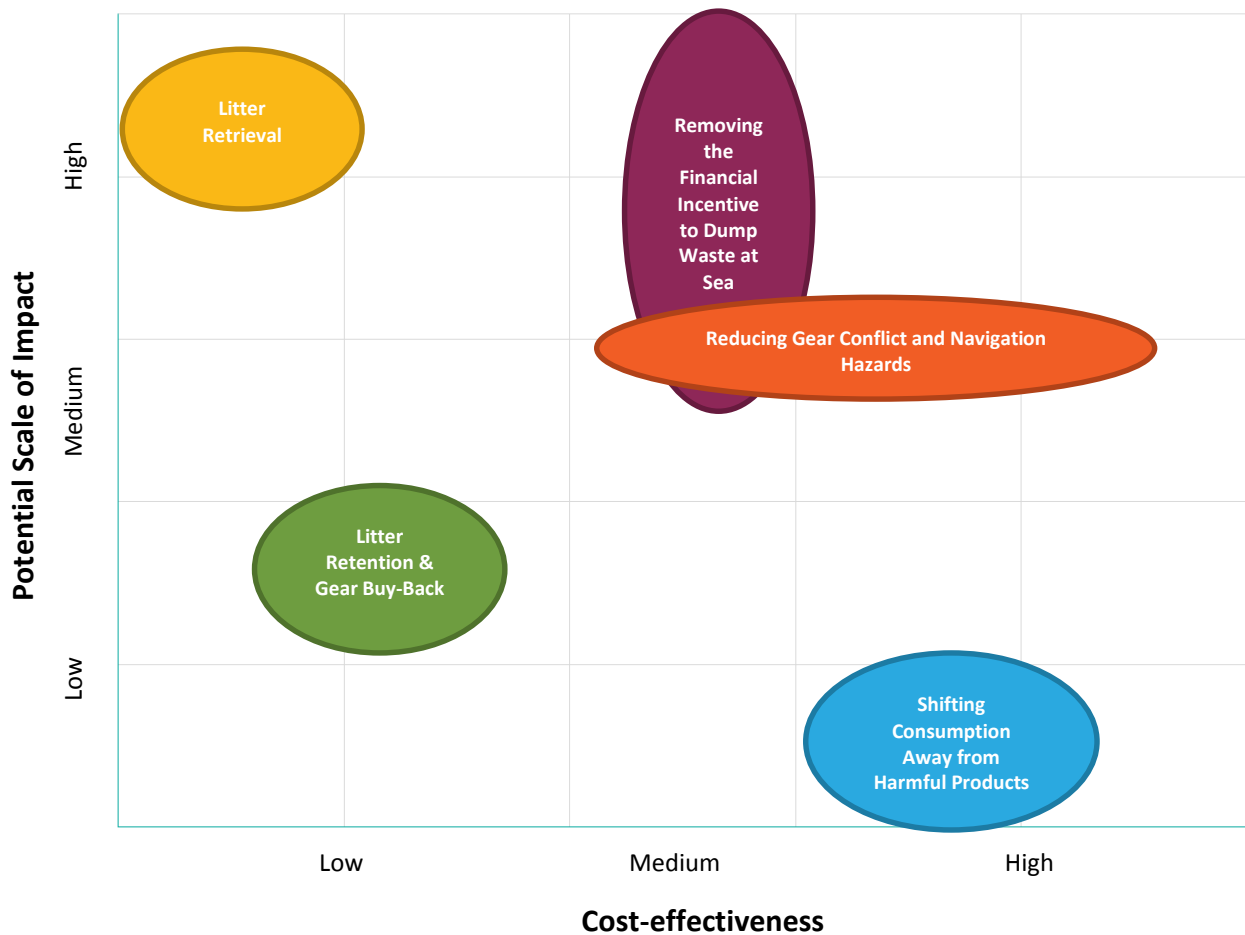 Litter
Retrieval
Removing
the
Financial
Incentive
to Dump
Waste at
Sea
Reducing Gear Conflict and Navigation
Hazards
Litter
Retention &
Gear Buy-Back
Shifting
Consumption
Away from
Harmful Products
Potential Scale of Impact
High
Medium
Low
Low
Medium
High
Cost-effectiveness